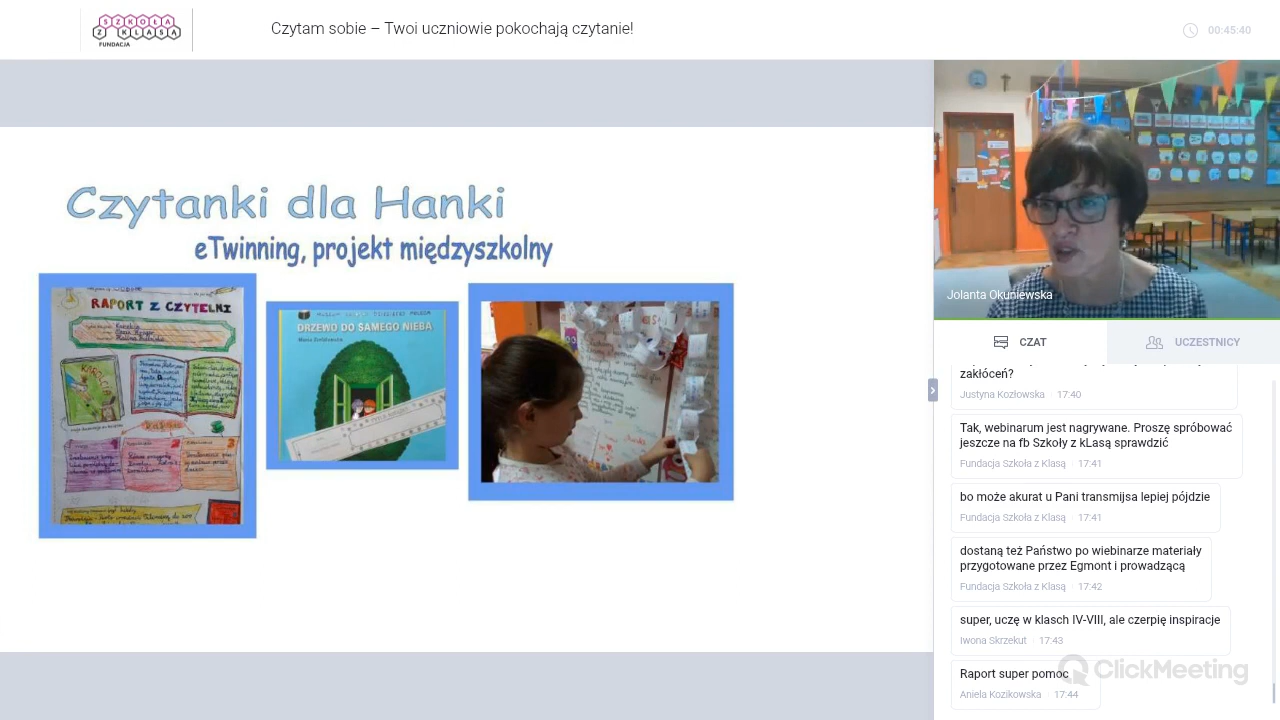 SZKOŁA
Z KLASĄ
FUNDACJA
Czytam sobie – Twoi uczniowie pokochają czytanie!
00:45:40
Czytanki dla Hanki
eTwinning, projekt międzyszkolny
RAPORT Z CZYTELNI
DRZEWO DO SAMEGO NIEBA
Jolanta Okuniewska
CZAT
UCZESTNICY
zakłóceń?
Justyna Kozłowska 17:40
Tak, webinarum jest nagrywane. Proszę spróbować
jeszcze na fb Szkoły z kLasą sprawdzić
Fundacja Szkoła z Klasą 17:41
bo może akurat u Pani transmijsa lepiej pójdzie
Fundacja Szkoła z Klasą 17:41
dostaną też Państwo po wiebinarze materiały
przygotowane przez Egmont i prowadzącą
Fundacja Szkoła z Klasą 17:42
super, uczę w klasch IV-VIII, ale czerpię inspiracje
Iwona Skrzekut 17:43
Raport super pomoc
Aniela Kozikowska 17:44
ClickMeeting